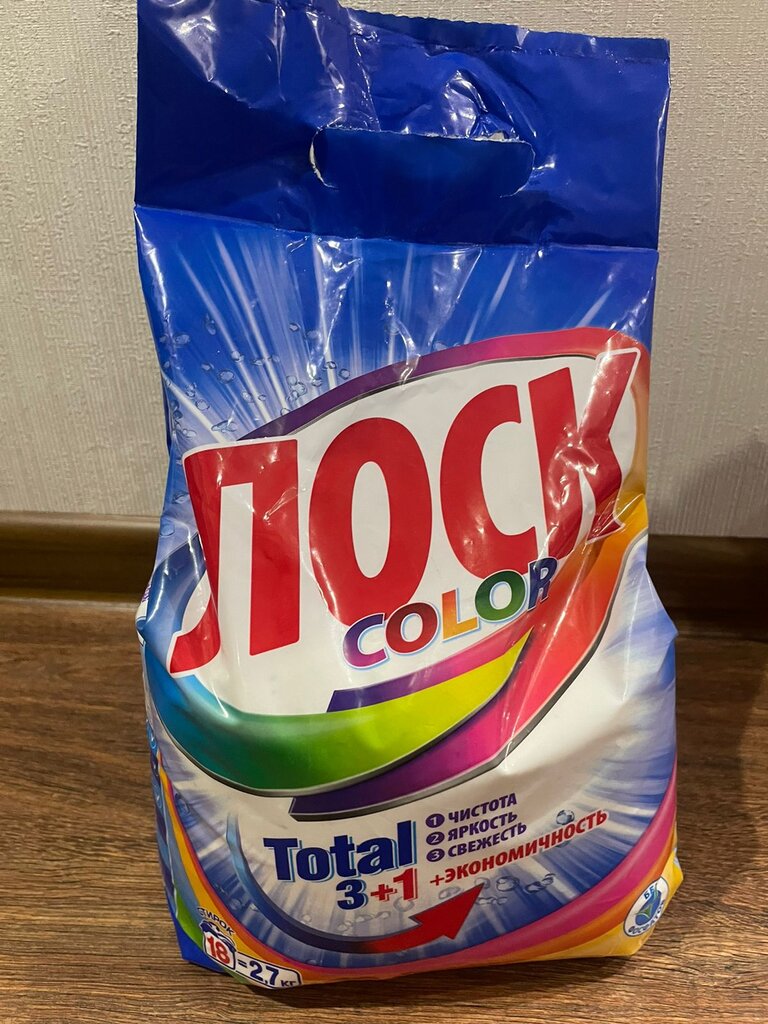 ЛОСК
COLOR
Total
3+1
1 ЧИСТОТА
2 ЯРКОСТЬ
3 СВЕЖЕСТЬ
+ЭКОНОМИЧНОСТЬ
18 =2,7 кг